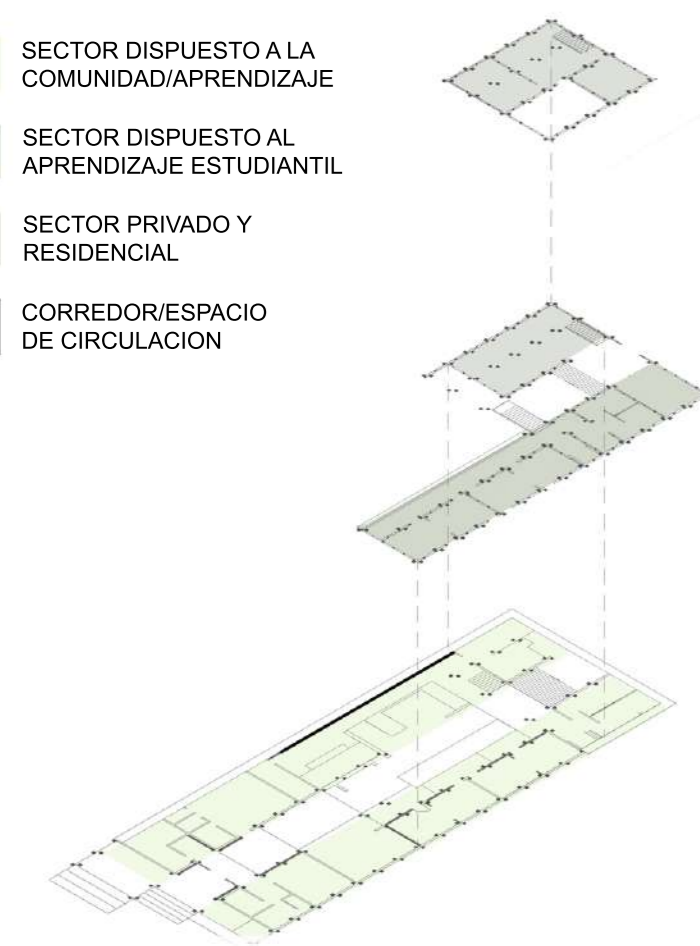 SECTOR DISPUESTO A LA
COMUNIDAD/APRENDIZAJE
SECTOR DISPUESTO AL
APRENDIZAJE ESTUDIANTIL
SECTOR PRIVADO Y
RESIDENCIAL
CORREDOR/ESPACIO
DE CIRCULACION